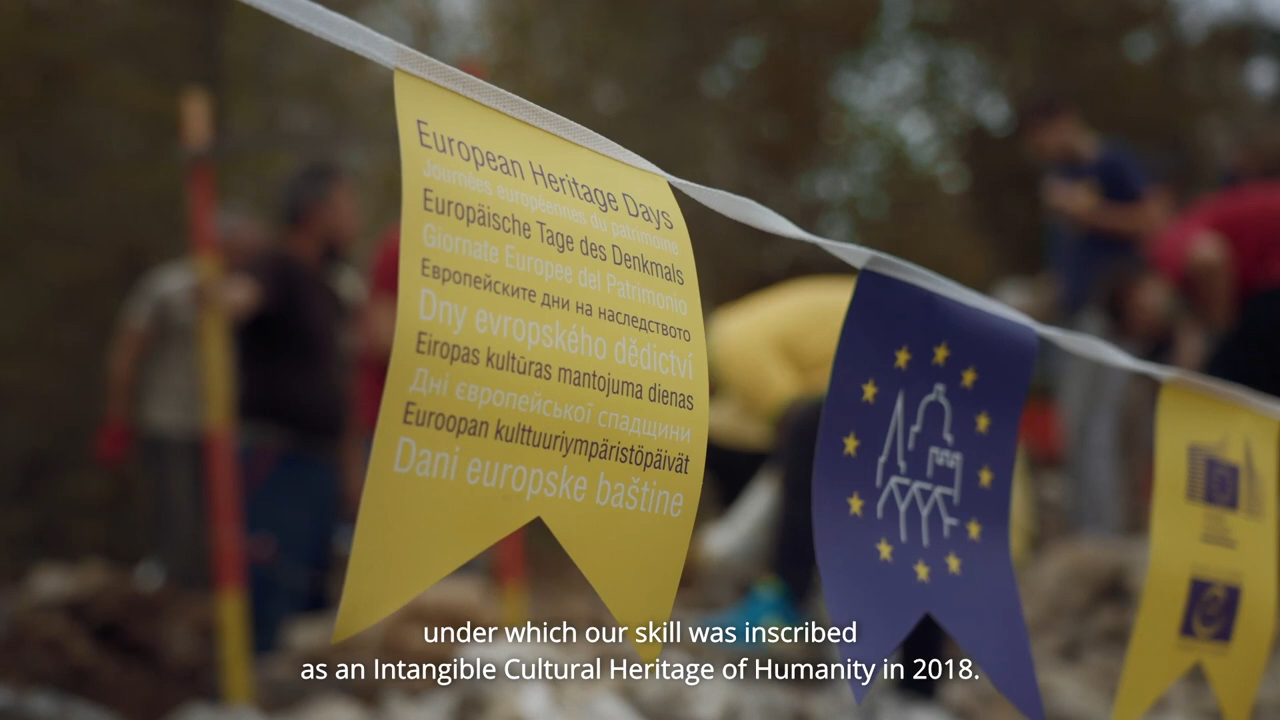 European Heritage Days
Journées européennes du patrimoine
Europäische Tage des Denkmals
Giornate Europee del Patrimonio
Европейските дни на наследството
Dny evropského dědictví
Eiropas kultūras mantojuma dienas
Дні європейської спадщини
Euroopan kulttuuriympäristöpäivät
Dani europske baštine
under which our skill was inscribed
as an Intangible Cultural Heritage of Humanity in 2018.